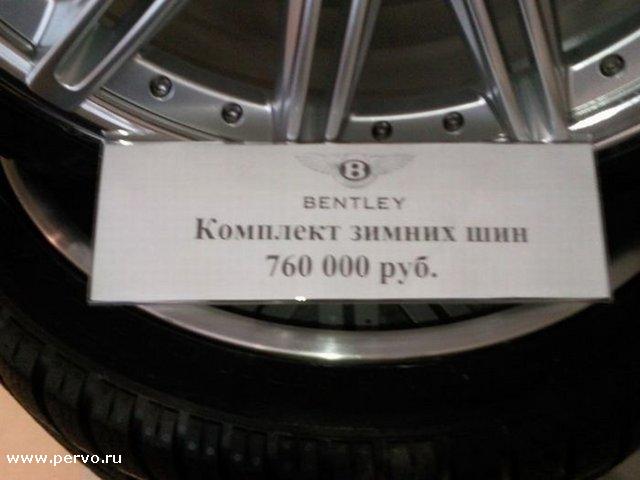 B
BENTLEY
Комплект зимних шин
760 000 руб.
www.pervo.ru